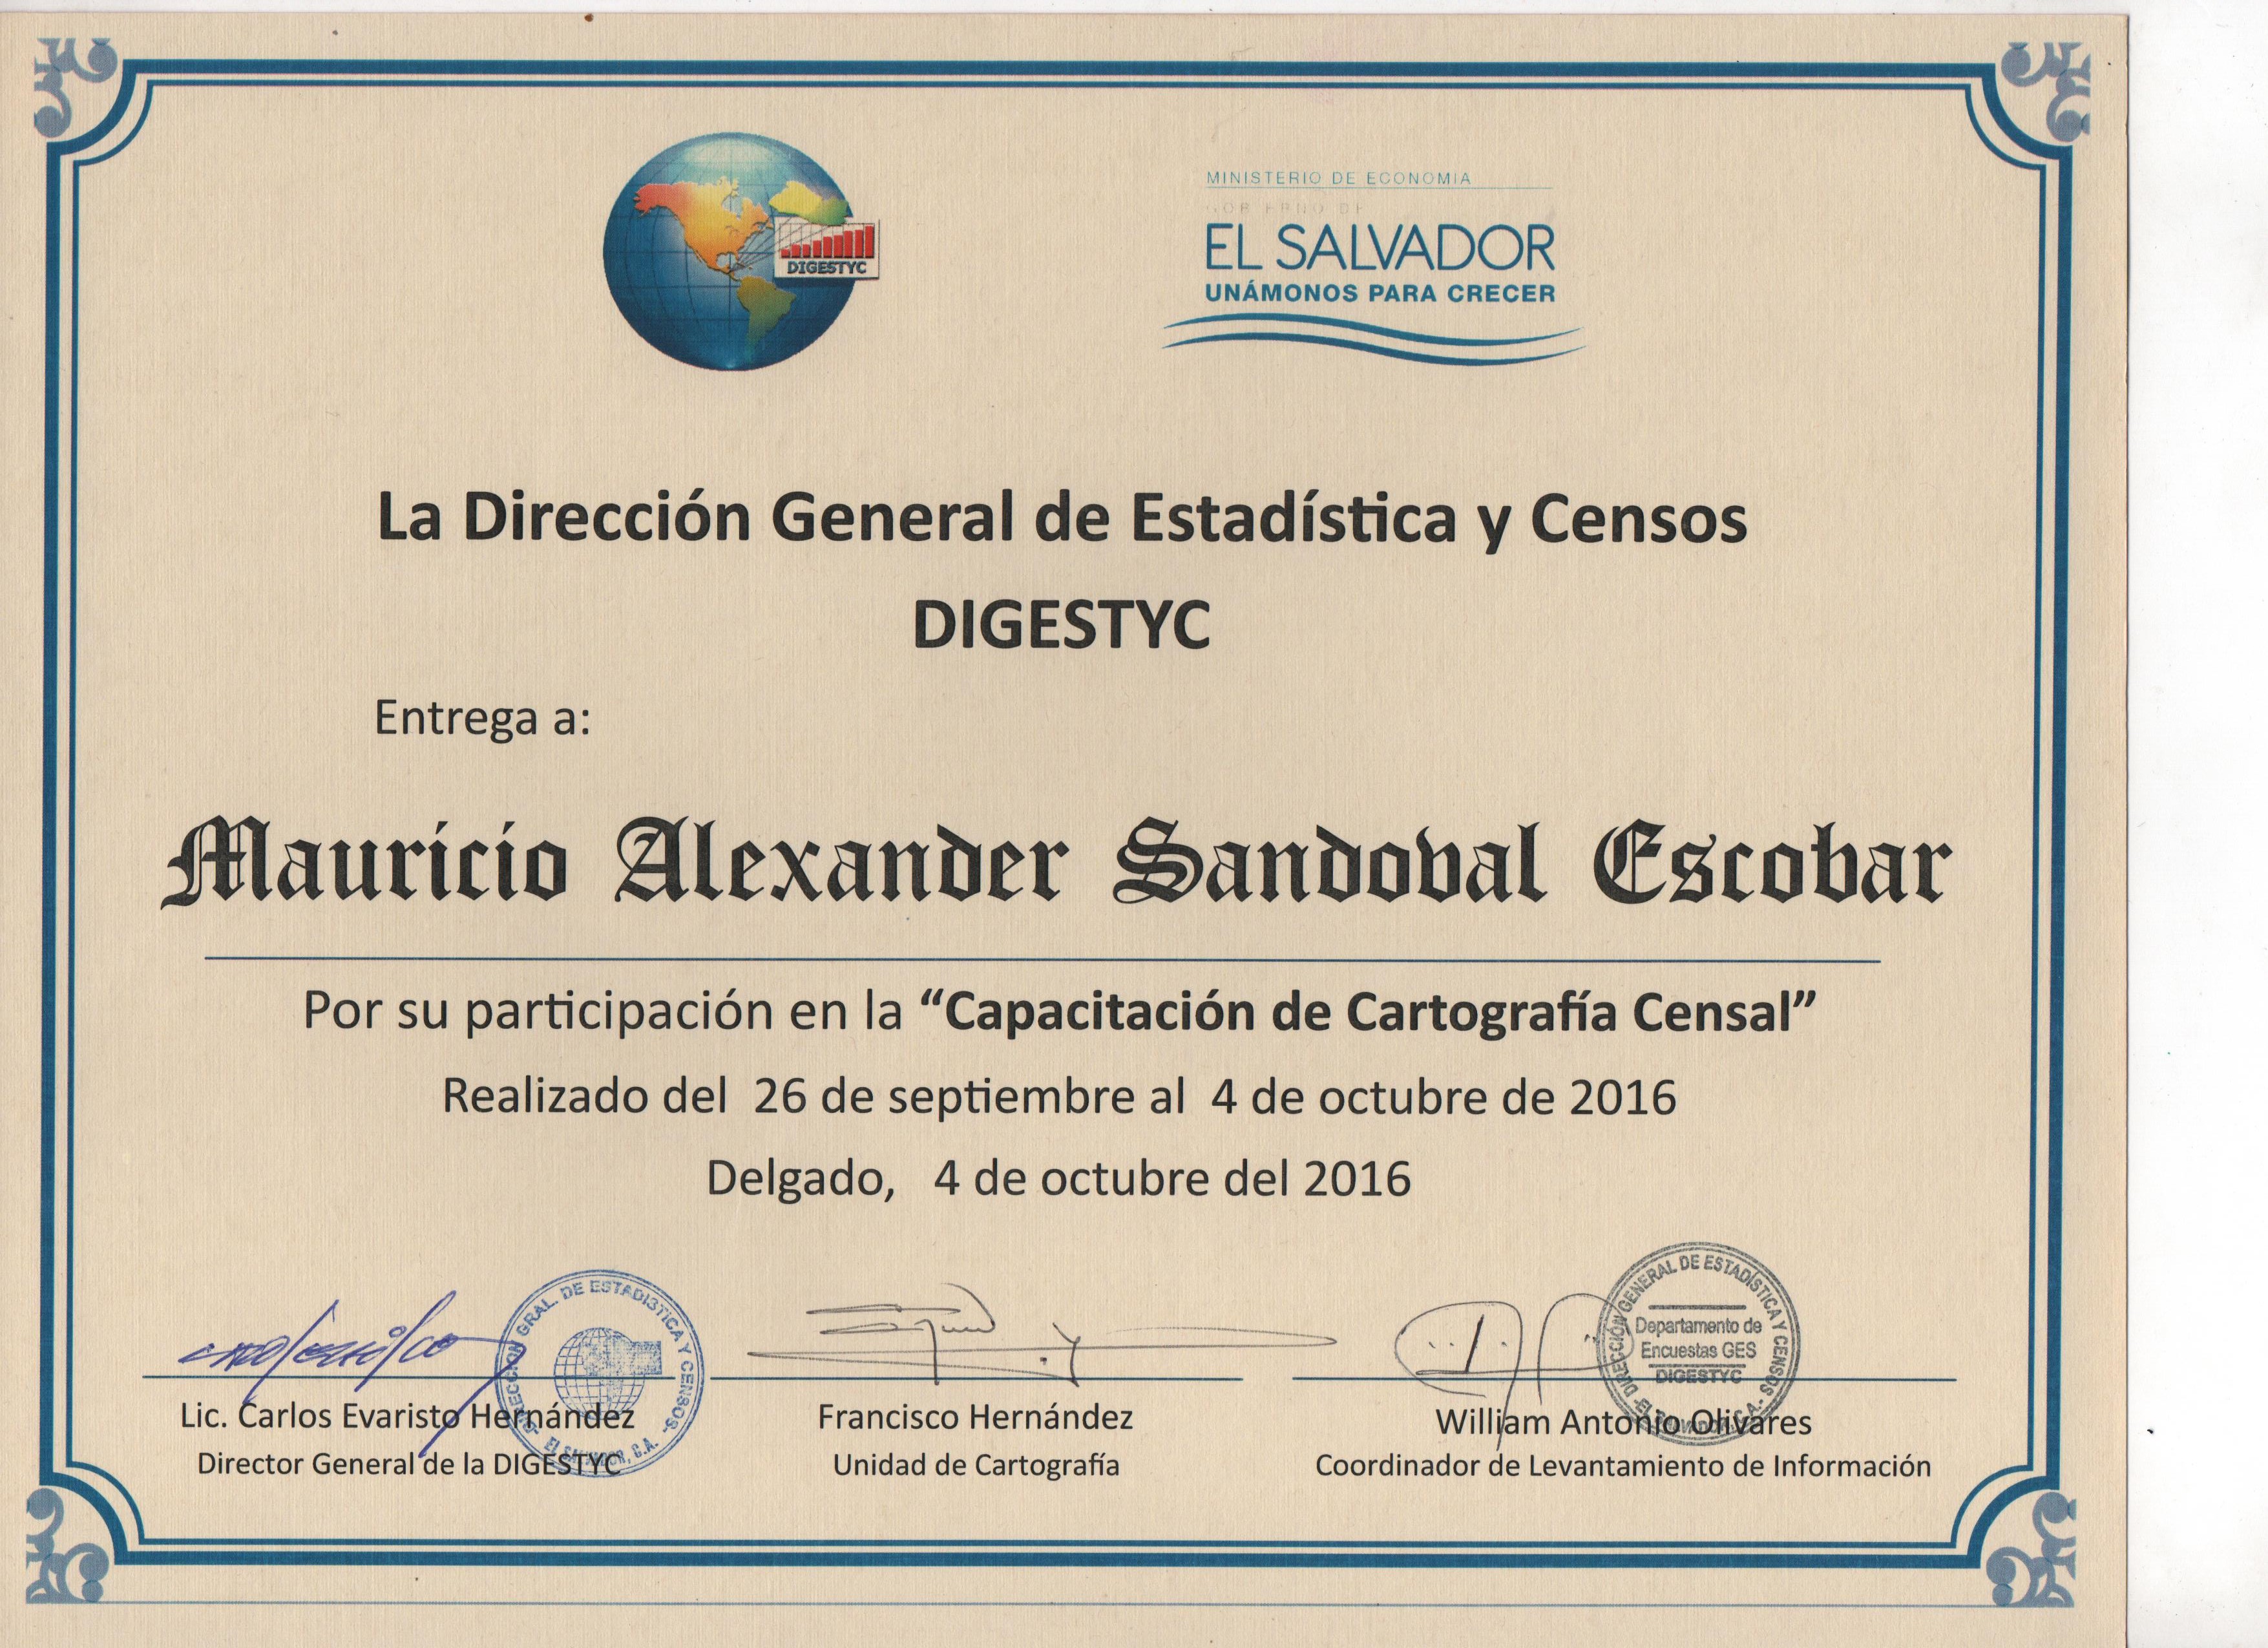 DIGESTYC
MINISTERIO DE ECONOMIA
GOBIERNO DE
EL SALVADOR
UNÁMONOS PARA CRECER
La Dirección General de Estadística y Censos
DIGESTYC
Entrega a:
Mauricio Alexander Sandoval Escobar
Por su participación en la “Capacitación de Cartografía Censal”
Realizado del 26 de septiembre al 4 de octubre de 2016
Delgado, 4 de octubre del 2016
DIRECCIÓN GRAL. DE ESTADISTICA Y CENSOS
EL SALVADOR, C.A.
DIRECCIÓN GENERAL DE ESTADÍSTICA Y CENSOS
Departamento de
Encuestas GES
DIGESTYC
EL SALVADOR, C.A.
Lic. Carlos Evaristo Hernández
Director General de la DIGESTYC
Francisco Hernández
Unidad de Cartografía
William Antonio Olivares
Coordinador de Levantamiento de Información